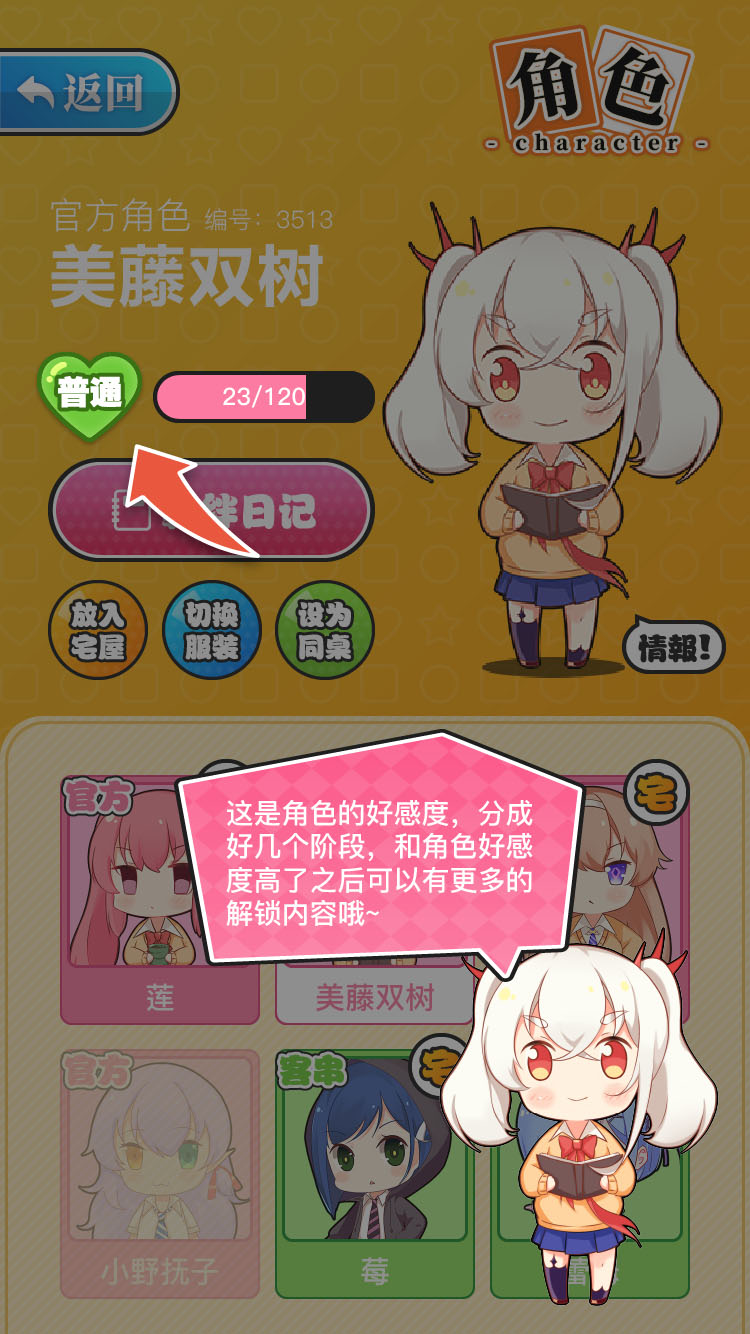 返回
角色
- character -
官方角色 编号：3513
美藤双树
普通
23/120
绊日记
放入
宅屋
切换
服装
设为
同桌
情報!
这是角色的好感度，分成
好几个阶段，和角色好感
度高了之后可以有更多的
解锁内容哦~
官方
宅
莲
美藤双树
官方
客串
宅
小野抚子
莓